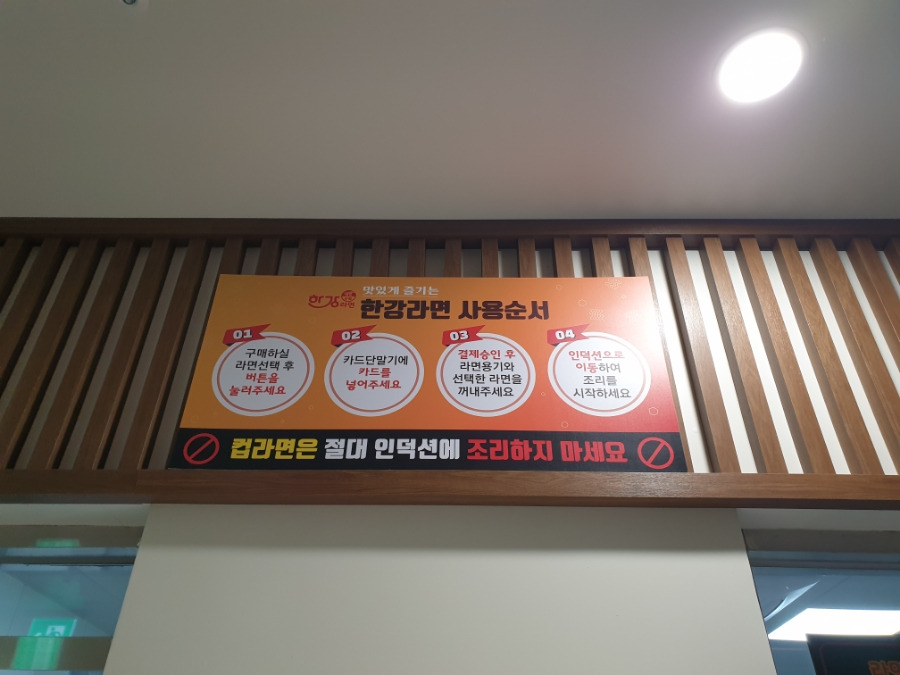 맛있게 즐기는
한강라면
한강라면 사용순서
01
구매하실
라면선택 후
버튼을
눌러주세요
02
카드단말기에
카드를
넣어주세요
03
결제승인 후
라면용기와
선택한 라면을
꺼내주세요
04
인덕션으로
이동하여
조리를
시작하세요
컵라면은 절대 인덕션에 조리하지 마세요